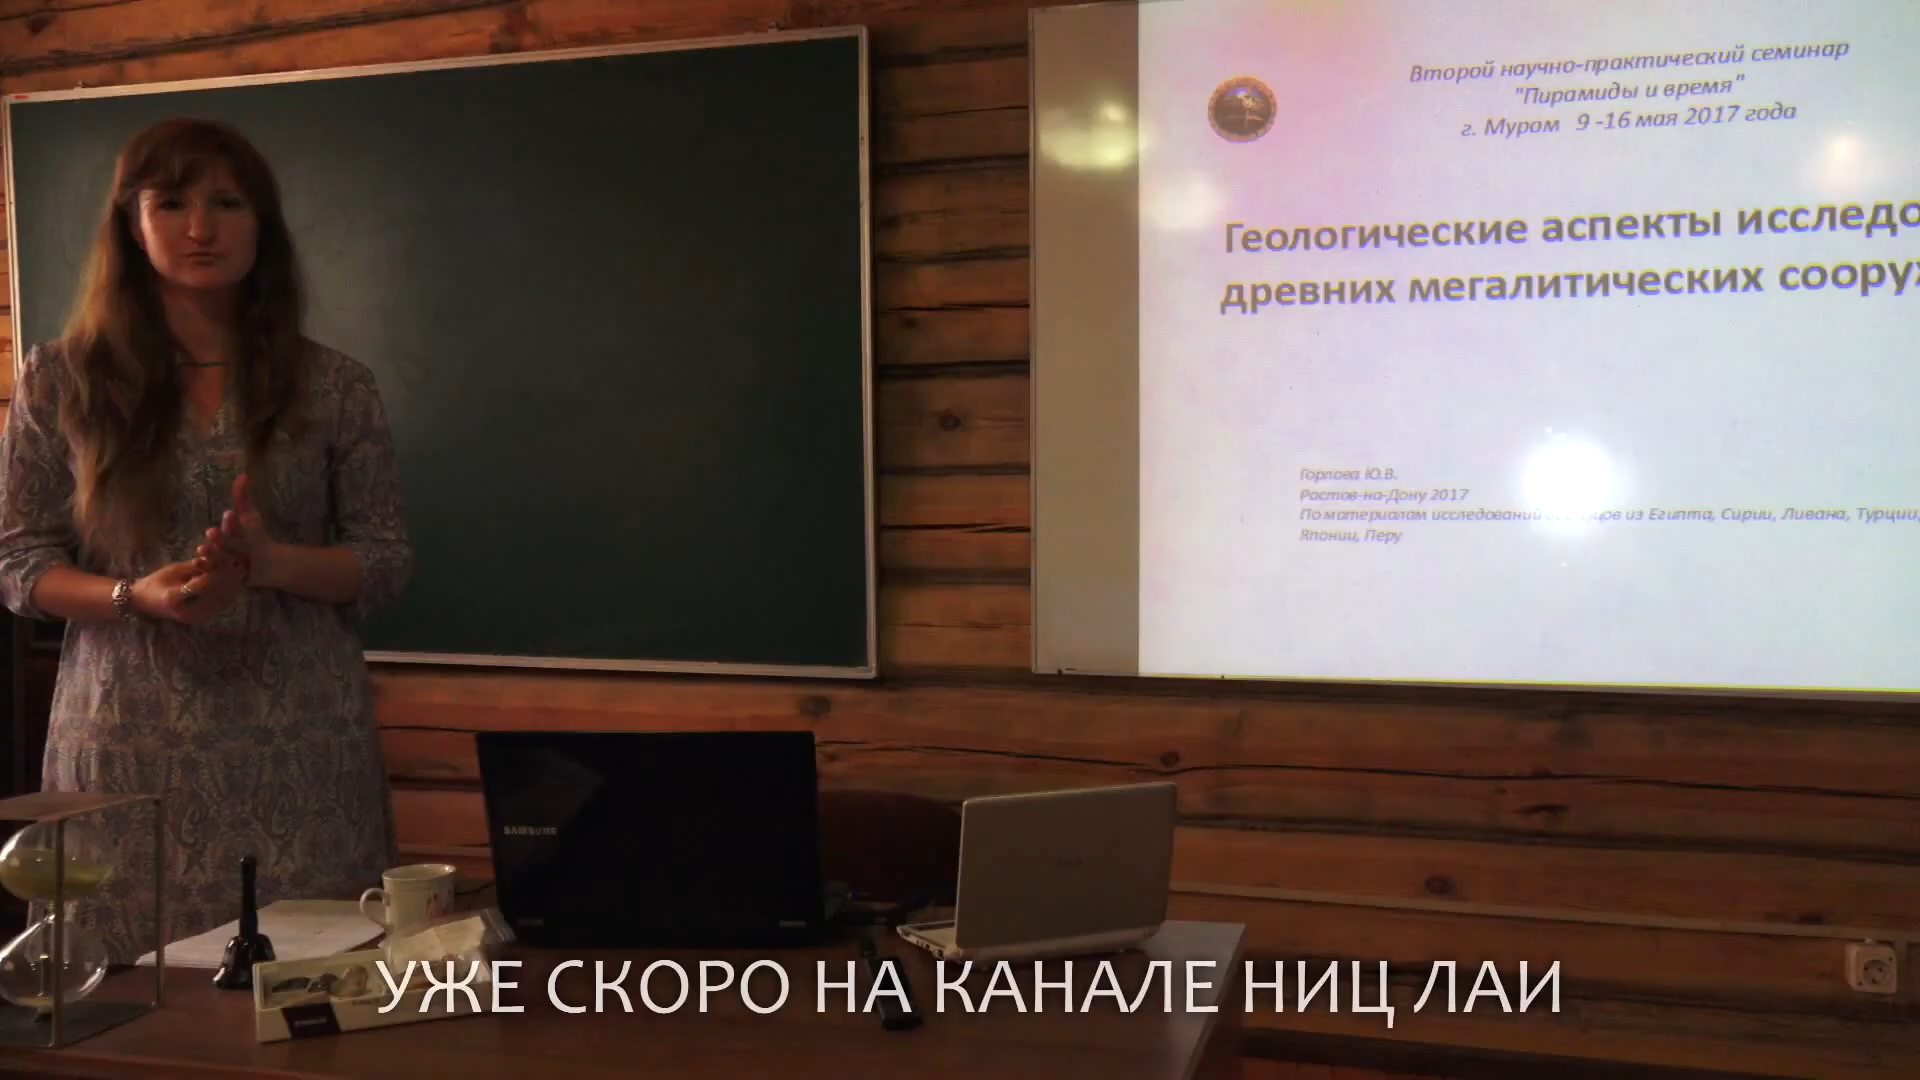 Второй научно-практический семинар
"Пирамиды и время"
г. Муром 9 -16 мая 2017 года
Геологические аспекты исследо
древних мегалитических сооруж
Горлова Ю.В.
Ростов-на-Дону 2017
По материалам исследований из Египта, Сирии, Ливана, Турции,
Японии, Перу
SAMSUNG
УЖЕ СКОРО НА КАНАЛЕ НИЦ ЛАИ